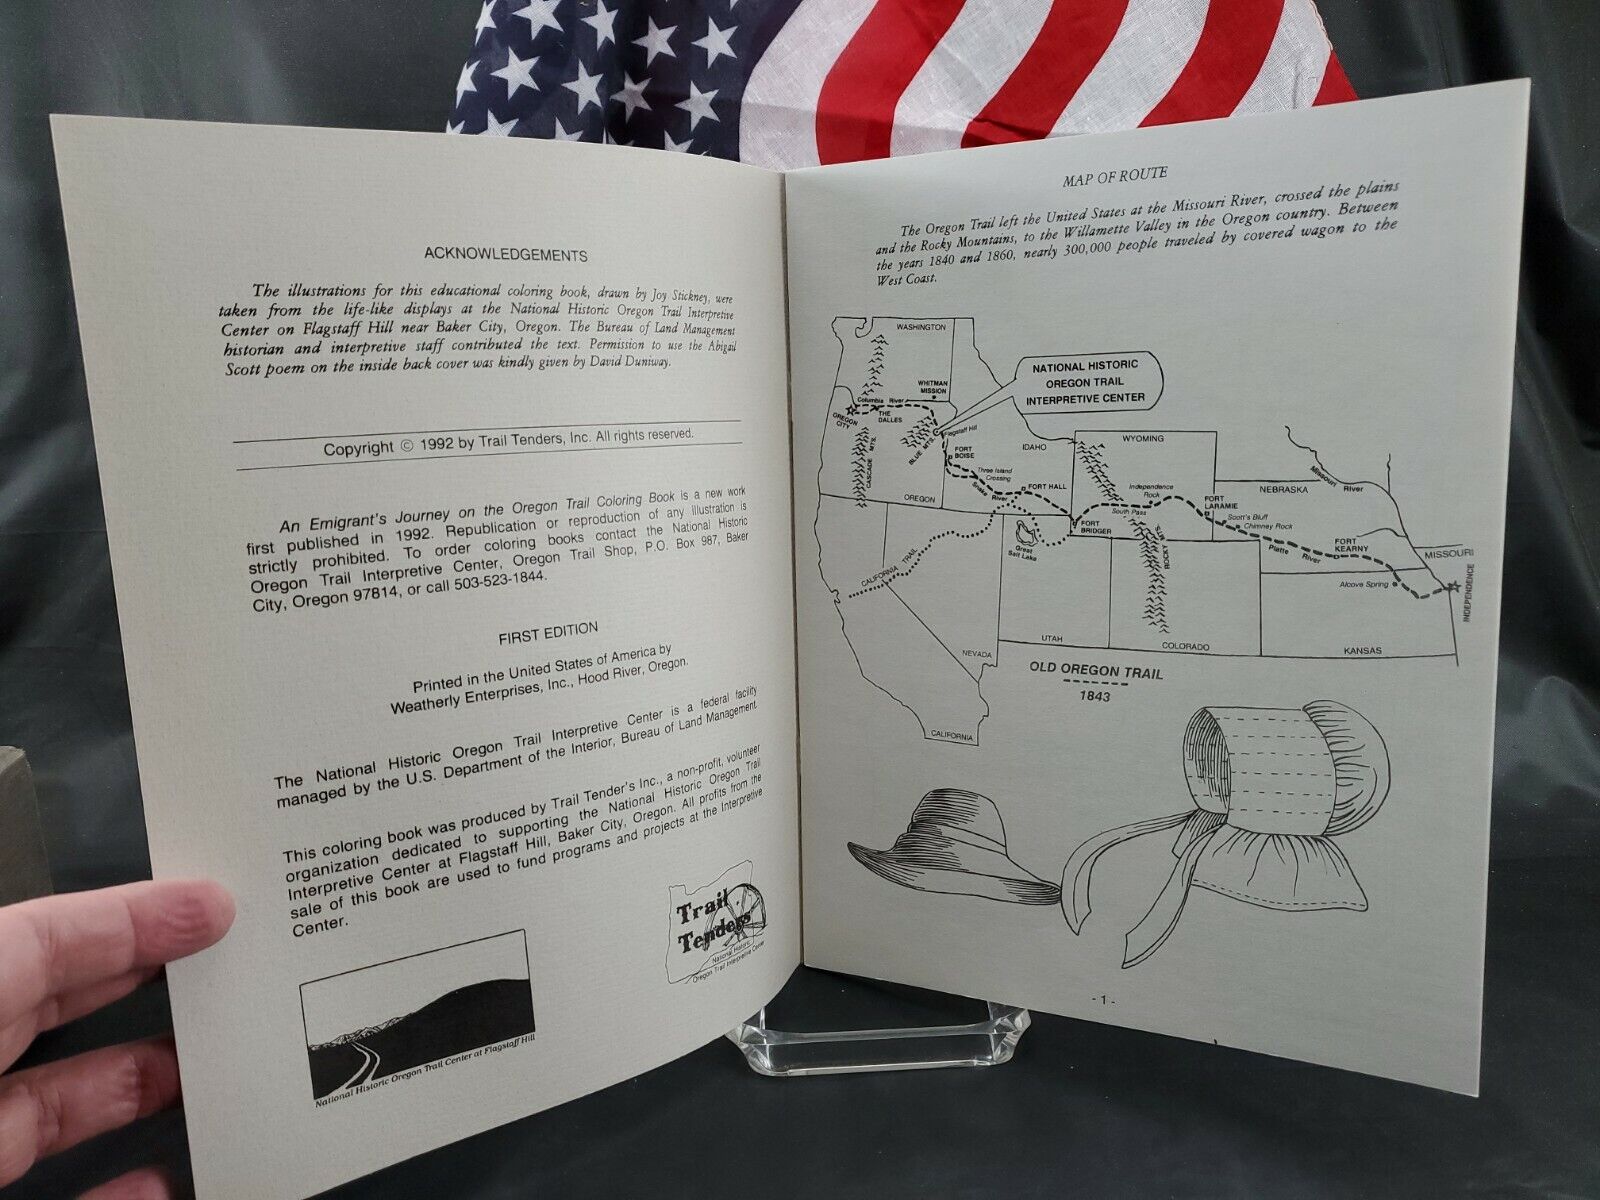 ACKNOWLEDGEMENTS
The illustrations for this educational coloring book, drawn by Joy Stickney, were
taken from the life-like displays at the National Historic Oregon Trail Interpretive
Center on Flagstaff Hill near Baker City, Oregon. The Bureau of Land Management
historian and interpretive staff contributed the text. Permission to use the Abigail
Scott poem on the inside back cover was kindly given by David Duniway.
Copyright © 1992 by Trail Tenders, Inc. All rights reserved.
An Emigrant's Journey on the Oregon Trail Coloring Book is a new work
first published in 1992. Republication or reproduction of any illustration is
strictly prohibited. To order coloring books contact the National Historic
Oregon Trail Interpretive Center, Oregon Trail Shop, P.O. Box 987, Baker
City, Oregon 97814, or call 503-523-1844.
FIRST EDITION
Printed in the United States of America by
Weatherly Enterprises, Inc., Hood River, Oregon.
The National Historic Oregon Trail Interpretive Center is a federal facility
managed by the U.S. Department of the Interior, Bureau of Land Management
This coloring book was produced by Trail Tender's Inc., a non-profit, volunteer
organization dedicated to supporting the National Historic Oregon Trail
Interpretive Center at Flagstaff Hill, Baker City, Oregon. All profits from the
sale of this book are used to fund programs and projects at the Interpretive
Center.
National Historic Oregon Trail Center at Flagstaff Hill
Trail
Tenders
National Historic
Oregon Trail Interpretive Center
MAP OF ROUTE
The Oregon Trail left the United States at the Missouri River, crossed the plains
and the Rocky Mountains, to the Willamette Valley in the Oregon country. Between
the years 1840 and 1860, nearly 300,000 people traveled by covered wagon to the
West Coast.
WASHINGTON
NATIONAL HISTORIC
OREGON TRAIL
INTERPRETIVE CENTER
WHITMAN
MISSION
Columbia River
OREGON
CITY
THE
DALLES
CASCADE MTS.
BLUE MTS.
Flagstaff Hill
FORT
BOISE
IDAHO
WYOMING
Three Island
Crossing
Snake River
FORT HALL
OREGON
Independence
Rock
South Pass
FORT
LARAMIE
NEBRASKA
Missouri River
Scott's Bluff
Chimney Rock
FORT
BRIDGER
Great
Salt Lake
ROCKY MTS.
Platte River
FORT
KEARNY
MISSOURI
CALIFORNIA TRAIL
Alcove Spring
INDEPENDENCE
UTAH
COLORADO
KANSAS
NEVADA
CALIFORNIA
OLD OREGON TRAIL
1843
- 1 -